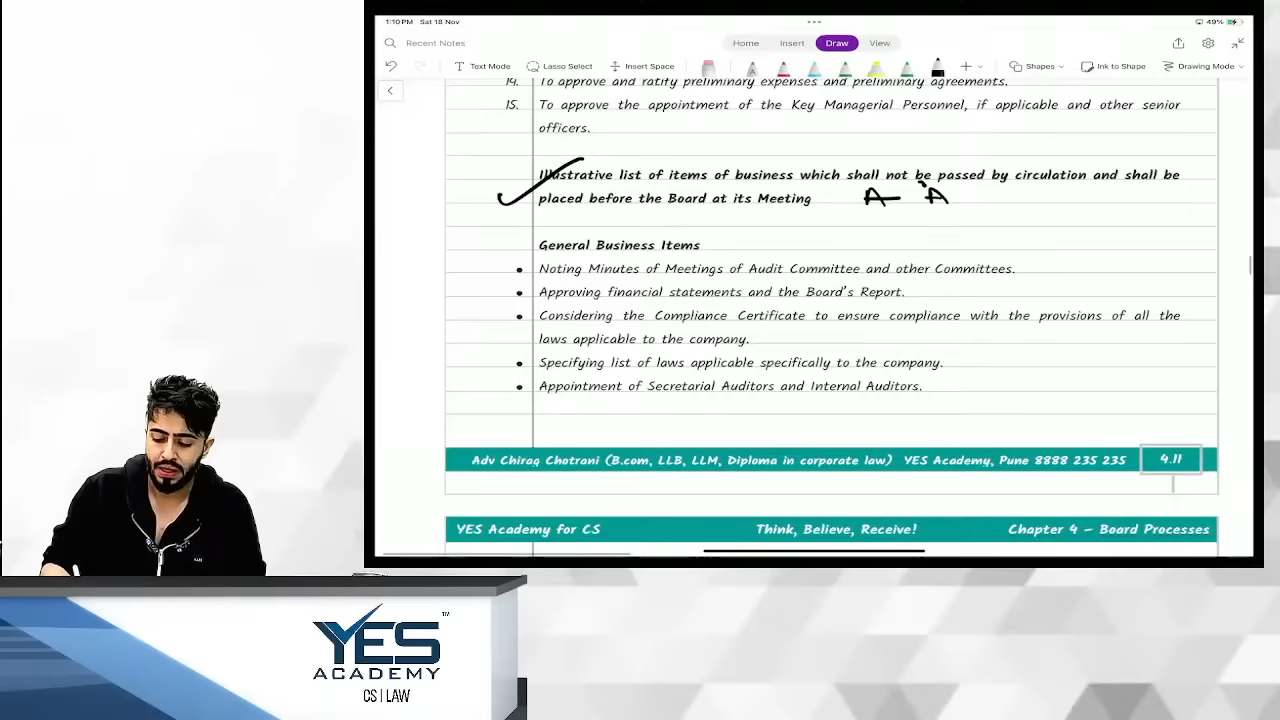 1:10 PM Sat 18 Nov
49%
Recent Notes
Home Insert Draw View
Text Mode Lasso Select Insert Space Shapes Ink to Shape Drawing Mode
14. To approve and ratify preliminary expenses and preliminary agreements.
15. To approve the appointment of the Key Managerial Personnel, if applicable and other senior
officers.
Illustrative list of items of business which shall not be passed by circulation and shall be
placed before the Board at its Meeting A A
General Business Items
• Noting Minutes of Meetings of Audit Committee and other Committees.
• Approving financial statements and the Board's Report.
• Considering the Compliance Certificate to ensure compliance with the provisions of all the
laws applicable to the company.
• Specifying list of laws applicable specifically to the company.
• Appointment of Secretarial Auditors and Internal Auditors.
Adv Chirag Chotrani (B.com, LLB, LLM, Diploma in corporate law) YES Academy, Pune 8888 235 235 4.11
YES Academy for CS Think, Believe, Receive! Chapter 4 – Board Processes
YES™
ACADEMY
CS | LAW